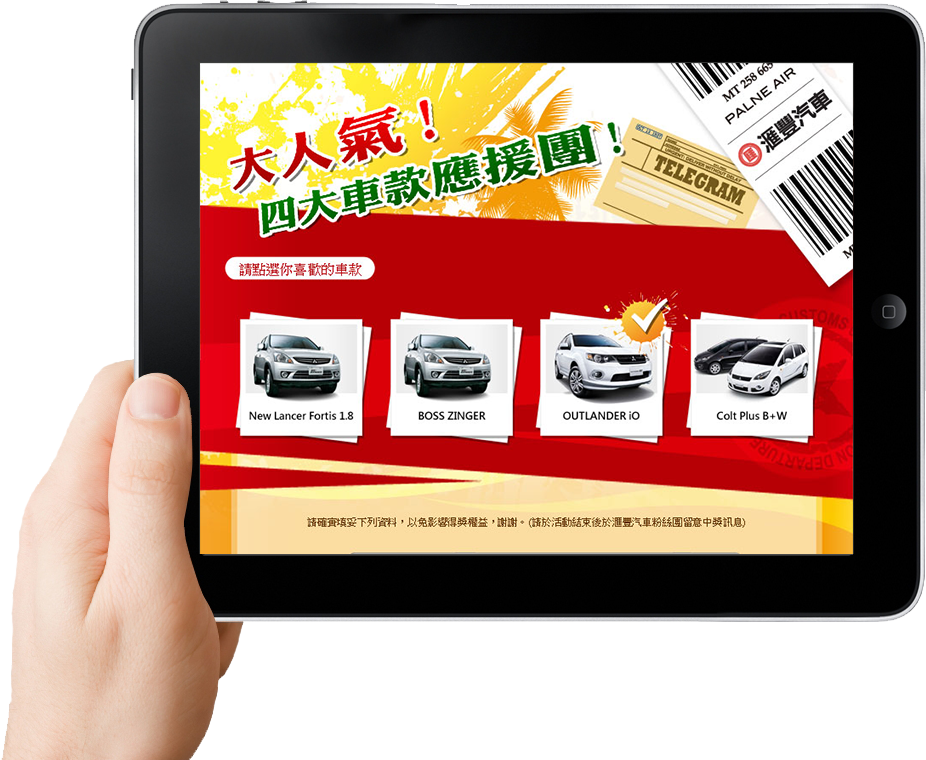 大人氣！
四大車款應援團！
MT 258 665
PALNE AIR
滙豐汽車
TELEGRAM
請點選你喜歡的車款
CUSTOMS
New Lancer Fortis 1.8
BOSS ZINGER
OUTLANDER iO
Colt Plus B+W
請確實填妥下列資料，以免影響得獎權益，謝謝。(請於活動結束後於滙豐汽車粉絲團留意中獎訊息)